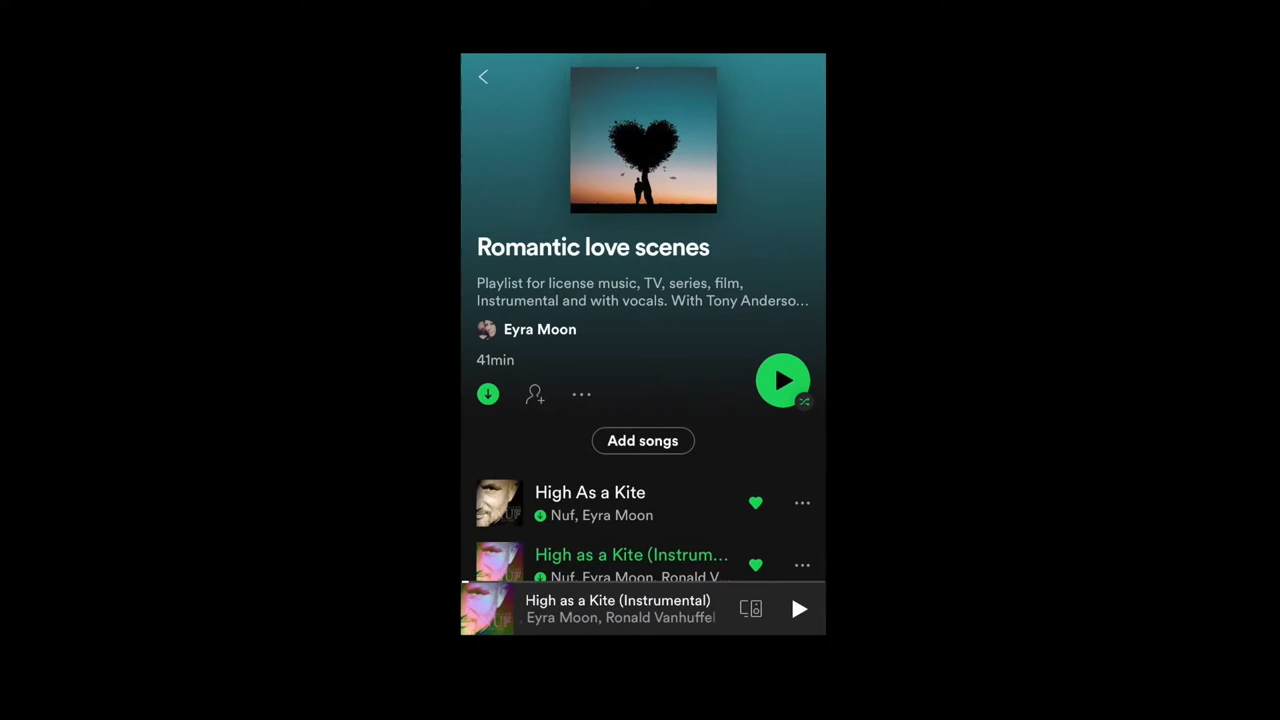 Romantic love scenes
Playlist for license music, TV, series, film,
Instrumental and with vocals. With Tony Anderso…
Eyra Moon
41min
Add songs
High As a Kite
Nuf, Eyra Moon
High as a Kite (Instrum…
Nuf, Eyra Moon, Ronald V…
High as a Kite (Instrumental)
Eyra Moon, Ronald Vanhuffel